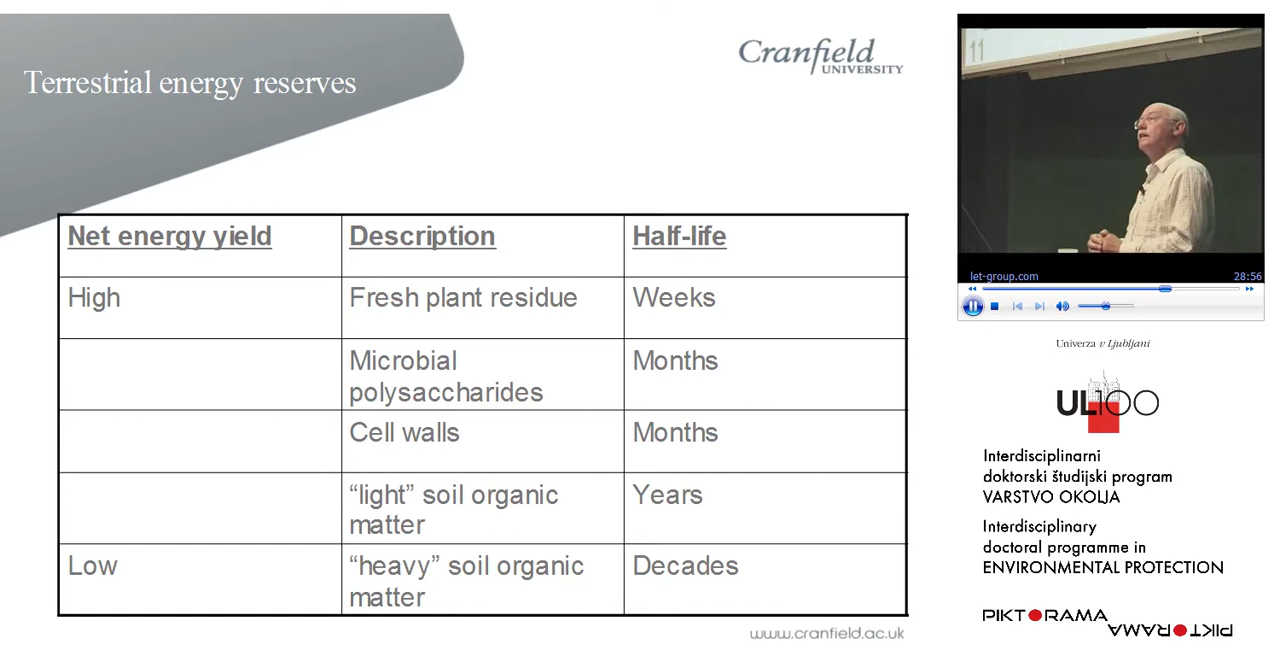 Terrestrial energy reserves
Cranfield
UNIVERSITY
Net energy yield
Description
Half-life
High
Fresh plant residue
Weeks
Microbial
polysaccharides
Months
Cell walls
Months
“light” soil organic
matter
Years
Low
“heavy” soil organic
matter
Decades
www.cranfield.ac.uk
11
let-group.com
28:56
Univerza v Ljubljani
UL100
Interdisciplinarni
doktorski študijski program
VARSTVO OKOLJA
Interdisciplinary
doctoral programme in
ENVIRONMENTAL PROTECTION
PIKTORAMA
PIKTORAMA